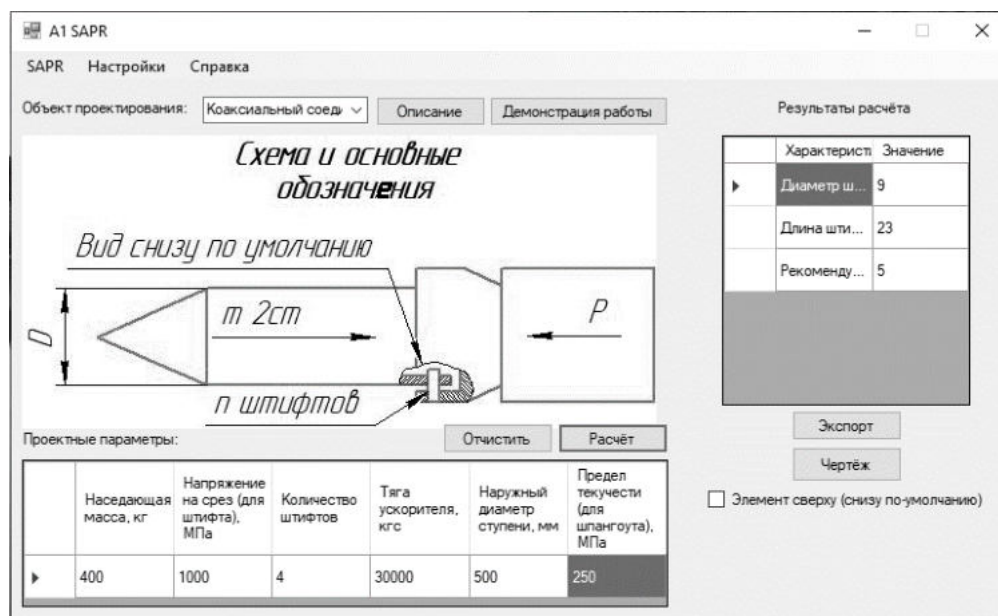 A1 SAPR
SAPR Настройки Справка
Объект проектирования: Коаксиальный соеди Описание Демонстрация работы
Схема и основные
обозначения
Вид снизу по умолчанию
D
m 2cm
P
n штифтов
Проектные параметры: Отчистить Расчёт
Наседающая масса, кг
Напряжение на срез (для штифта), МПа
Количество штифтов
Тяга ускорителя, кгс
Наружный диаметр ступени, мм
Предел текучести (для шпангоута), МПа
400 1000 4 30000 500 250
Результаты расчёта
Характеристи Значение
Диаметр ш... 9
Длина шти... 23
Рекоменду... 5
Экспорт
Чертёж
Элемент сверху (снизу по-умолчанию)